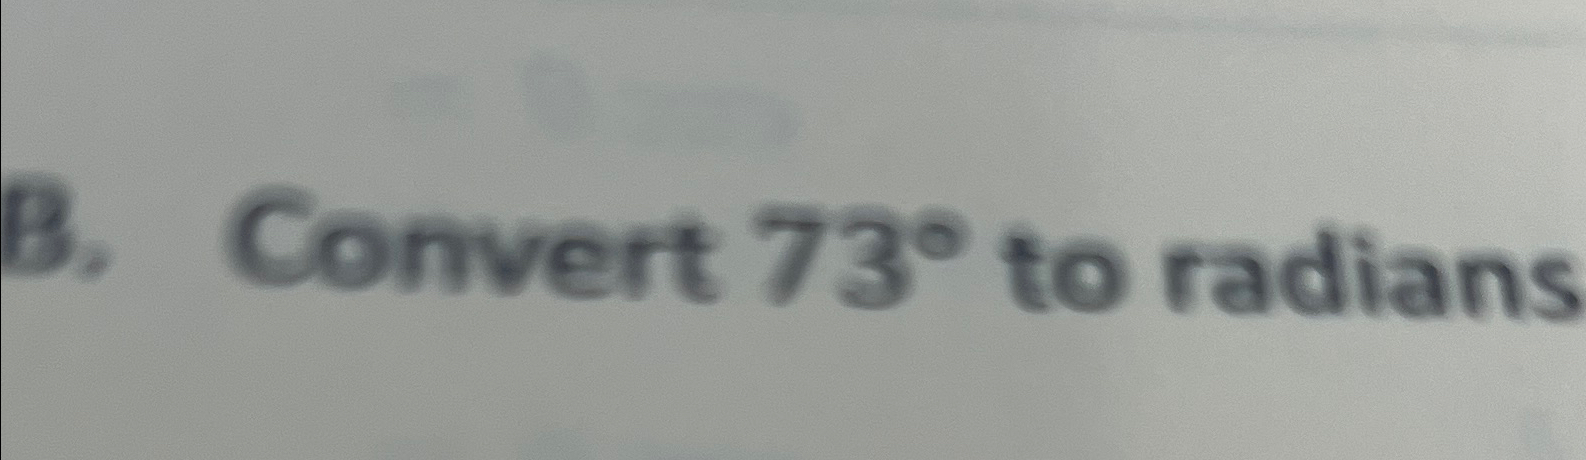 B. Convert 73° to radians